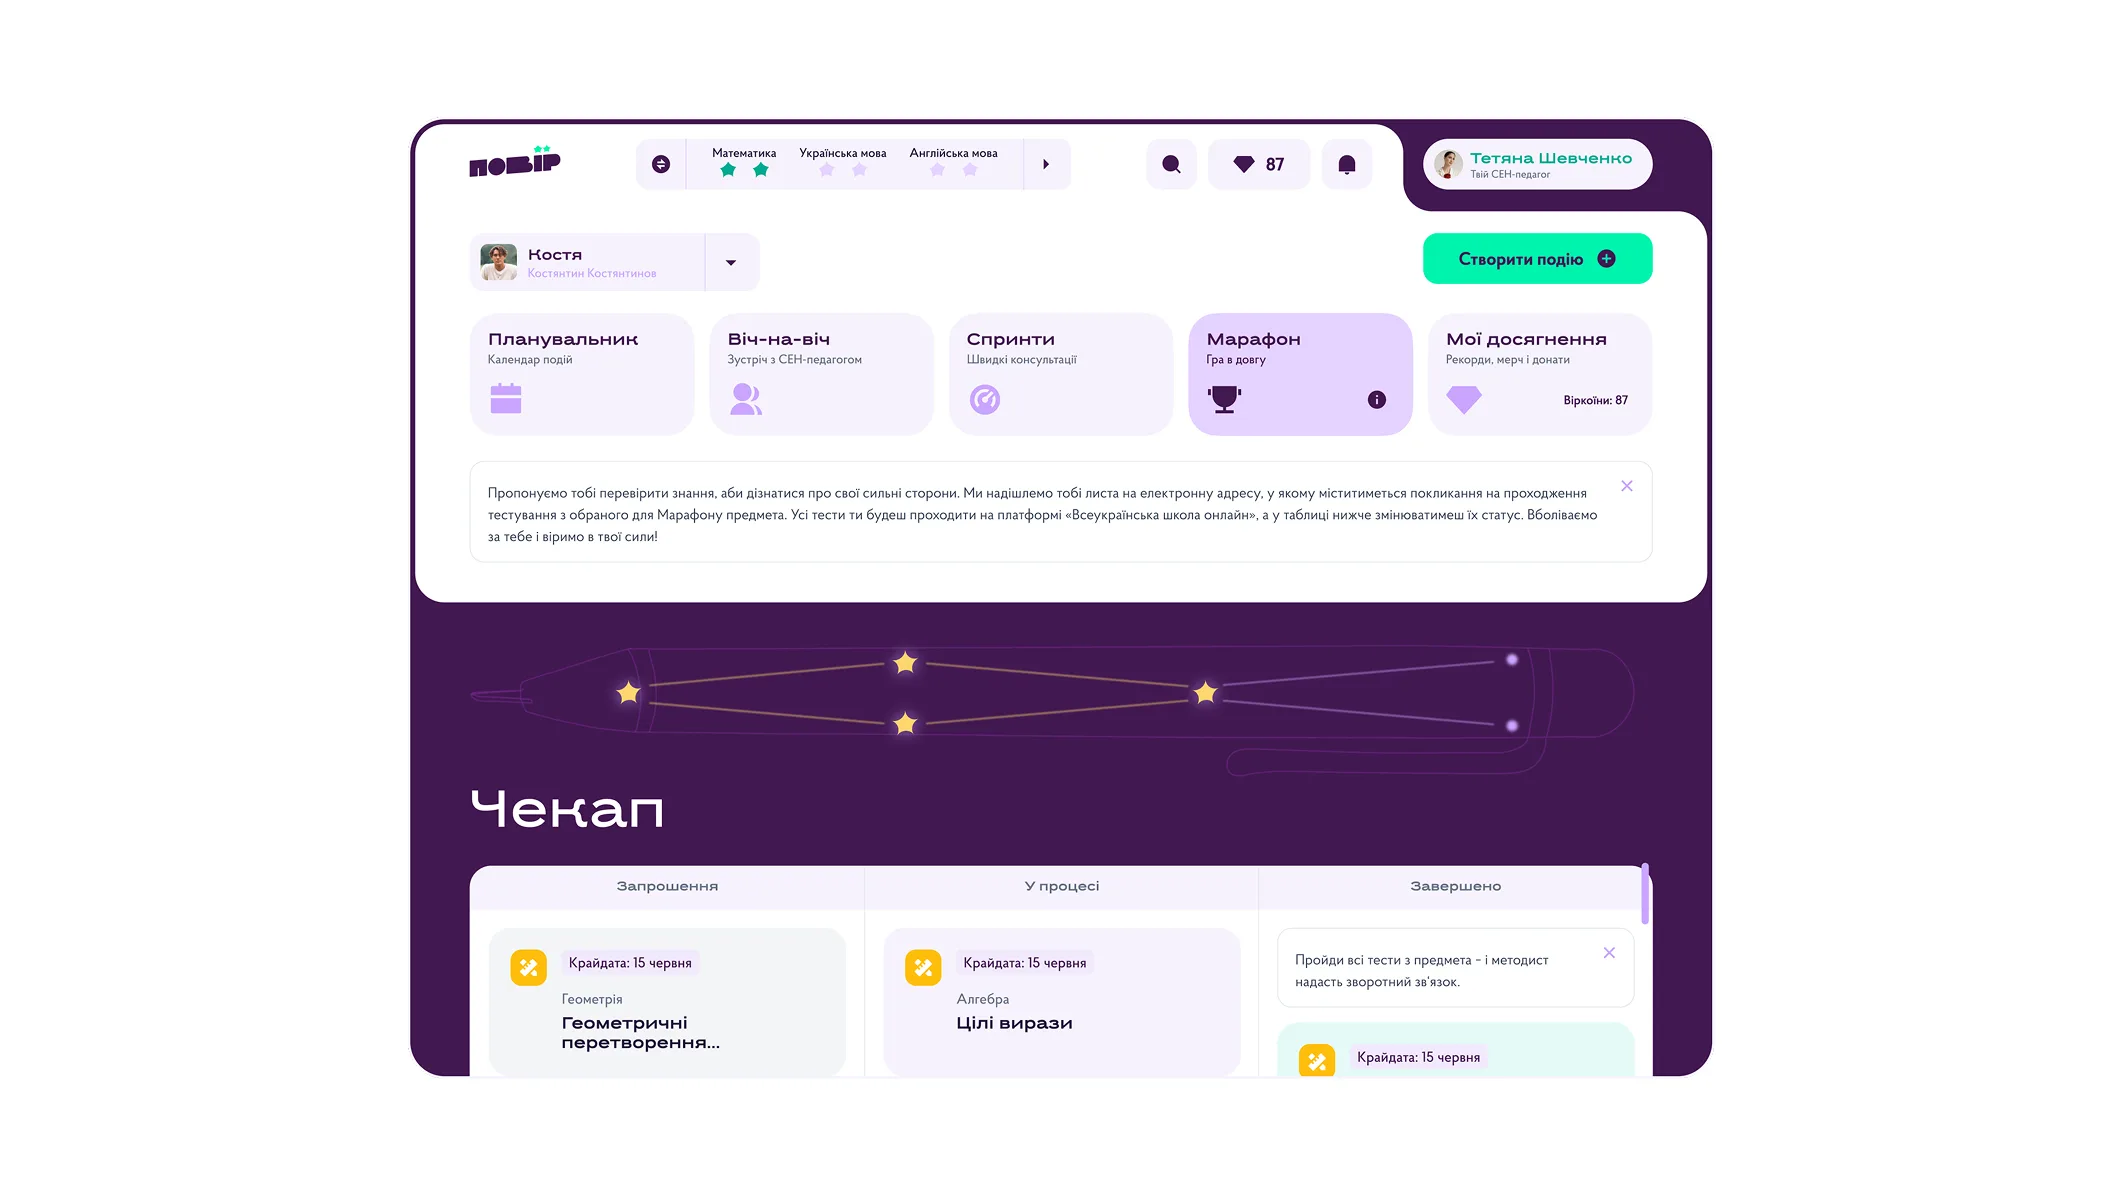 повір
Математика
Українська мова
Англійська мова
87
Тетяна Шевченко
Твій СЕН-педагог
Костя
Костянтин Костянтинов
Створити подію
Планувальник
Календар подій
Віч-на-віч
Зустріч з СЕН-педагогом
Спринти
Швидкі консультації
Марафон
Гра в довгу
Мої досягнення
Рекорди, мерч і донати
Віркоїни: 87
Пропонуємо тобі перевірити знання, аби дізнатися про свої сильні сторони. Ми надішлемо тобі листа на електронну адресу, у якому міститиметься покликання на проходження
тестування з обраного для Марафону предмета. Усі тести ти будеш проходити на платформі «Всеукраїнська школа онлайн», а у таблиці нижче змінюватимеш їх статус. Вболіваємо
за тебе і віримо в твої сили!
Чекап
Запрошення
У процесі
Завершено
Крайдата: 15 червня
Геометрія
Геометричні
перетворення...
Крайдата: 15 червня
Алгебра
Цілі вирази
Пройди всі тести з предмета – і методист
надасть зворотний зв'язок.
Крайдата: 15 червня